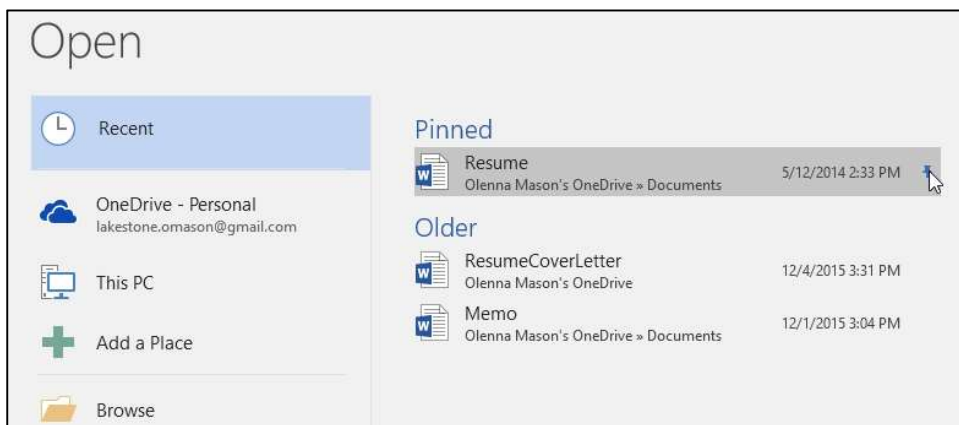 Open
Recent
OneDrive - Personal
lakestone.omason@gmail.com
This PC
Add a Place
Browse
Pinned
Resume
Olenna Mason's OneDrive » Documents
5/12/2014 2:33 PM
Older
ResumeCoverLetter
Olenna Mason's OneDrive
12/4/2015 3:31 PM
Memo
Olenna Mason's OneDrive » Documents
12/1/2015 3:04 PM